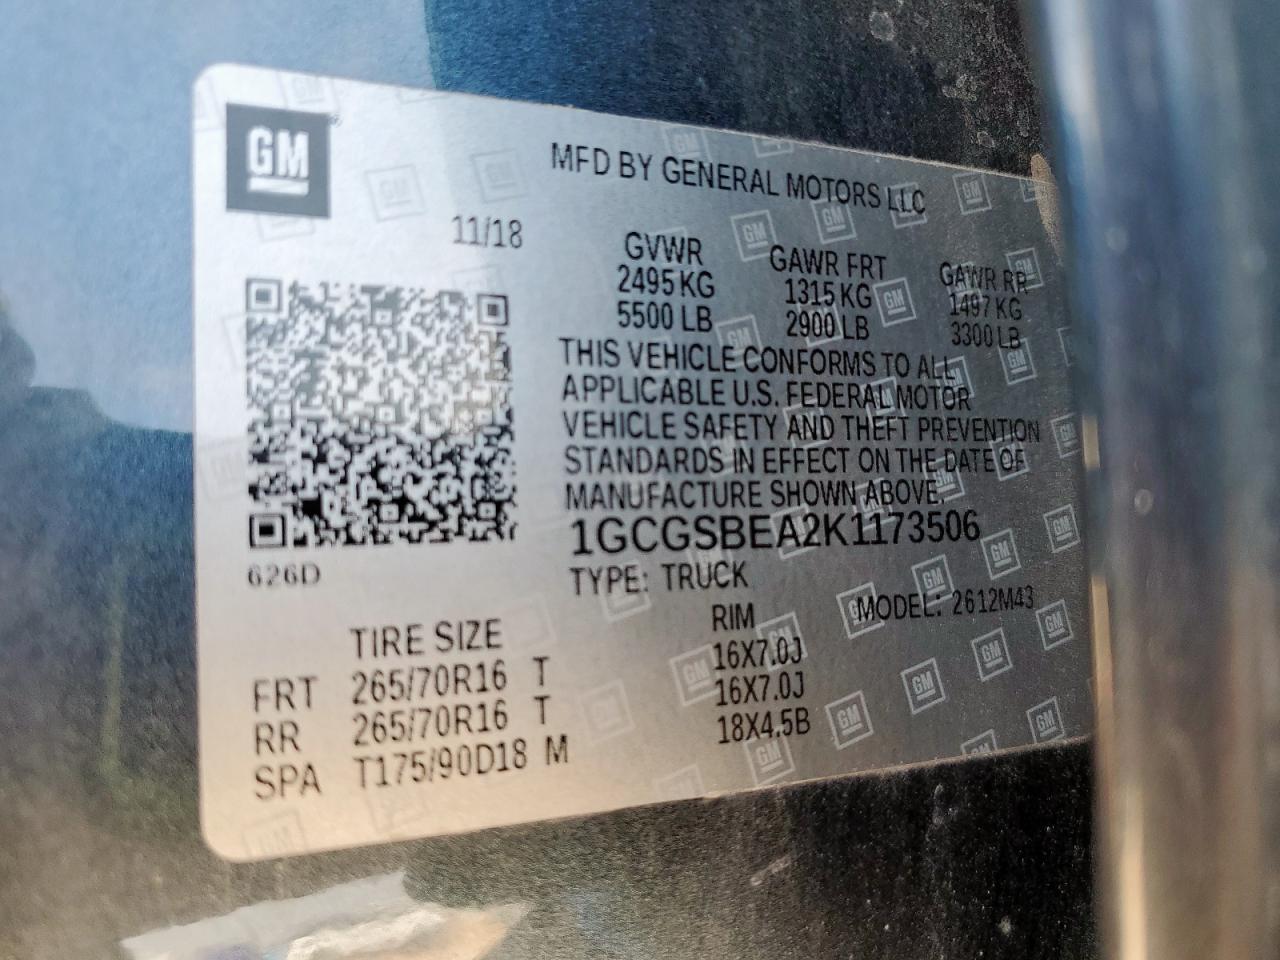 GM
MFD BY GENERAL MOTORS LLC
11/18
GVWR GAWR FRT GAWR RR
2495 KG 1315 KG 1497 KG
5500 LB 2900 LB 3300 LB
THIS VEHICLE CONFORMS TO ALL
APPLICABLE U.S. FEDERAL MOTOR
VEHICLE SAFETY AND THEFT PREVENTION
STANDARDS IN EFFECT ON THE DATE OF
MANUFACTURE SHOWN ABOVE.
1GCGSBEA2K1173506
626D
TYPE: TRUCK MODEL: 2612M43
TIRE SIZE RIM
FRT 265/70R16 T 16X7.0J
RR 265/70R16 T 16X7.0J
SPA T175/90D18 M 18X4.5B